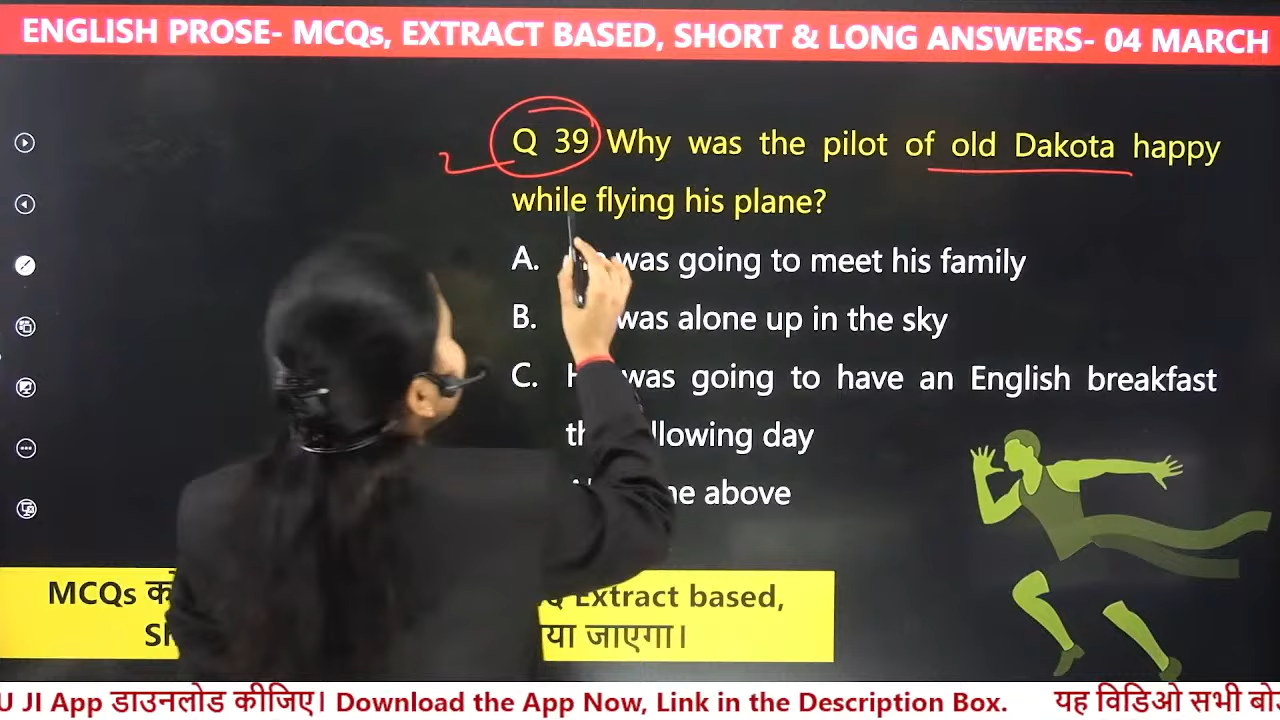 ENGLISH PROSE- MCQs, EXTRACT BASED, SHORT & LONG ANSWERS- 04 MARCH
Q 39 Why was the pilot of old Dakota happy
while flying his plane?
A. was going to meet his family
B. was alone up in the sky
C. was going to have an English breakfast
day
above
MCQs Extract based,
जाएगा।
JI App डाउनलोड कीजिए। Download the App Now, Link in the Description Box. यह विडिओ सभी